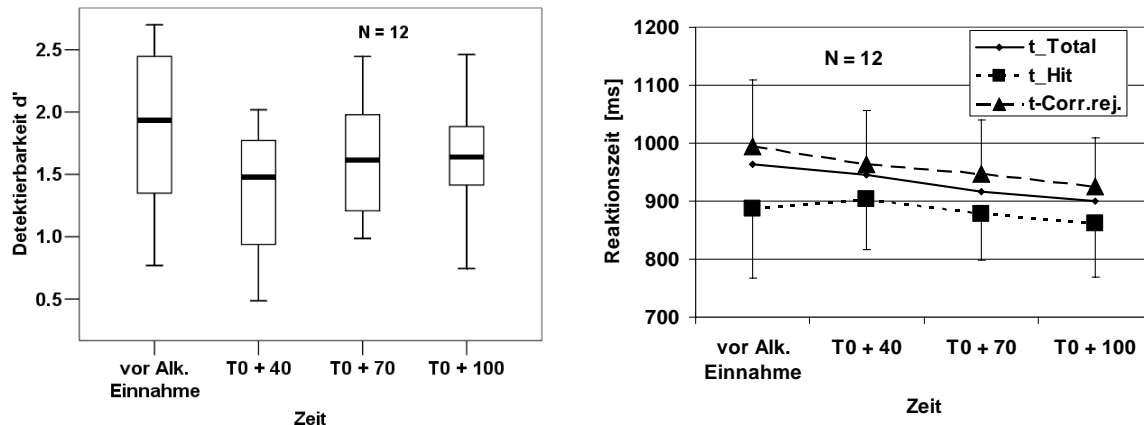 N = 12
Detektierbarkeit d'
2.5
2.0
1.5
1.0
0.5
vor Alk.
Einnahme
T0 + 40
T0 + 70
T0 + 100
Zeit
N = 12
t_Total
t_Hit
t-Corr.rej.
Reaktionszeit [ms]
1200
1100
1000
900
800
700
vor Alk.
Einnahme
T0 + 40
T0 + 70
T0 + 100
Zeit